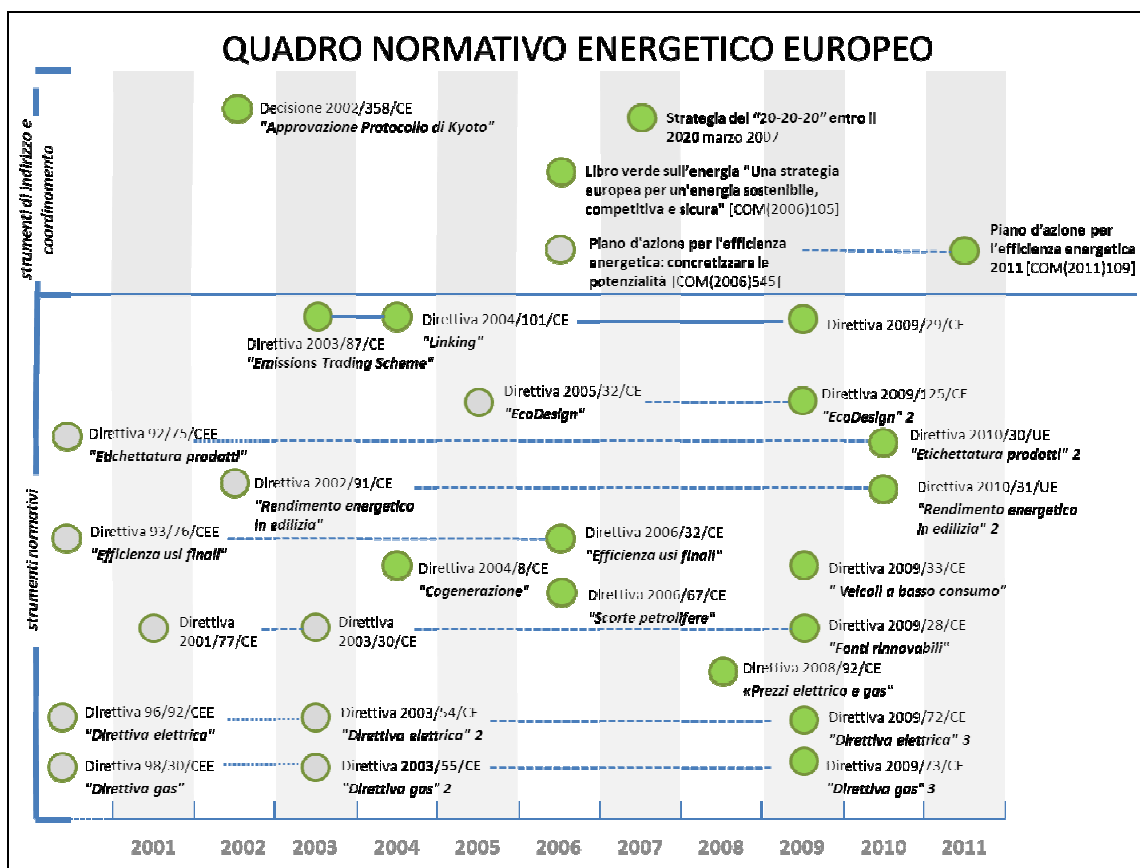 QUADRO NORMATIVO ENERGETICO EUROPEO
strumenti di indirizzo e
coordinomento
Decisione 2002/358/CE
"Approvazione Protocollo di Kyoto"
Strategia del "20-20-20" entro il
2020 marzo 2007
Libro verde sull'energia "Una strategia
europea per un'energia sostenibile,
competitiva e sicura" [COM(2006)105]
Piano d'azione per l'efficienza
energetica: concretizzare le
potenzialità [COM(2006)545]
Piano d'azione per
l'efficienza energetica
2011 [COM(2011)109]
strumenti normativi
Direttiva 2003/87/CE
"Emissions Trading Scheme"
Direttiva 2004/101/CE
"Linking"
Direttiva 2009/29/CE
Direttiva 2005/32/CE
"EcoDesign"
Direttiva 2009/125/CE
"EcoDesign" 2
Direttiva 92/75/CEE
"Etichettatura prodotti"
Direttiva 2010/30/UE
"Etichettatura prodotti" 2
Direttiva 2002/91/CE
"Rendimento energetico
in edilizia"
Direttiva 2010/31/UE
"Rendimento energetico
in edilizia" 2
Direttiva 93/76/CEE
"Efficienza usi finali"
Direttiva 2006/32/CE
"Efficienza usi finali"
Direttiva 2004/8/CE
"Cogenerazione"
Direttiva 2009/33/CE
" Veicoli a basso consumo"
Direttiva 2006/67/CE
"Scorte petrolifere"
Direttiva
2001/77/CE
Direttiva
2003/30/CE
Direttiva 2009/28/CE
"Fonti rinnovabili"
Direttiva 2008/92/CE
«Prezzi elettrico e gas"
Direttiva 96/92/CEE
"Direttiva elettrica"
Direttiva 2003/54/CE
"Direttiva elettrica" 2
Direttiva 2009/72/CE
"Direttiva elettrica" 3
Direttiva 98/30/CEE
"Direttiva gas"
Direttiva 2003/55/CE
"Direttiva gas" 2
Direttiva 2009/73/CE
"Direttiva gas" 3
2001 2002 2003 2004 2005 2006 2007 2008 2009 2010 2011